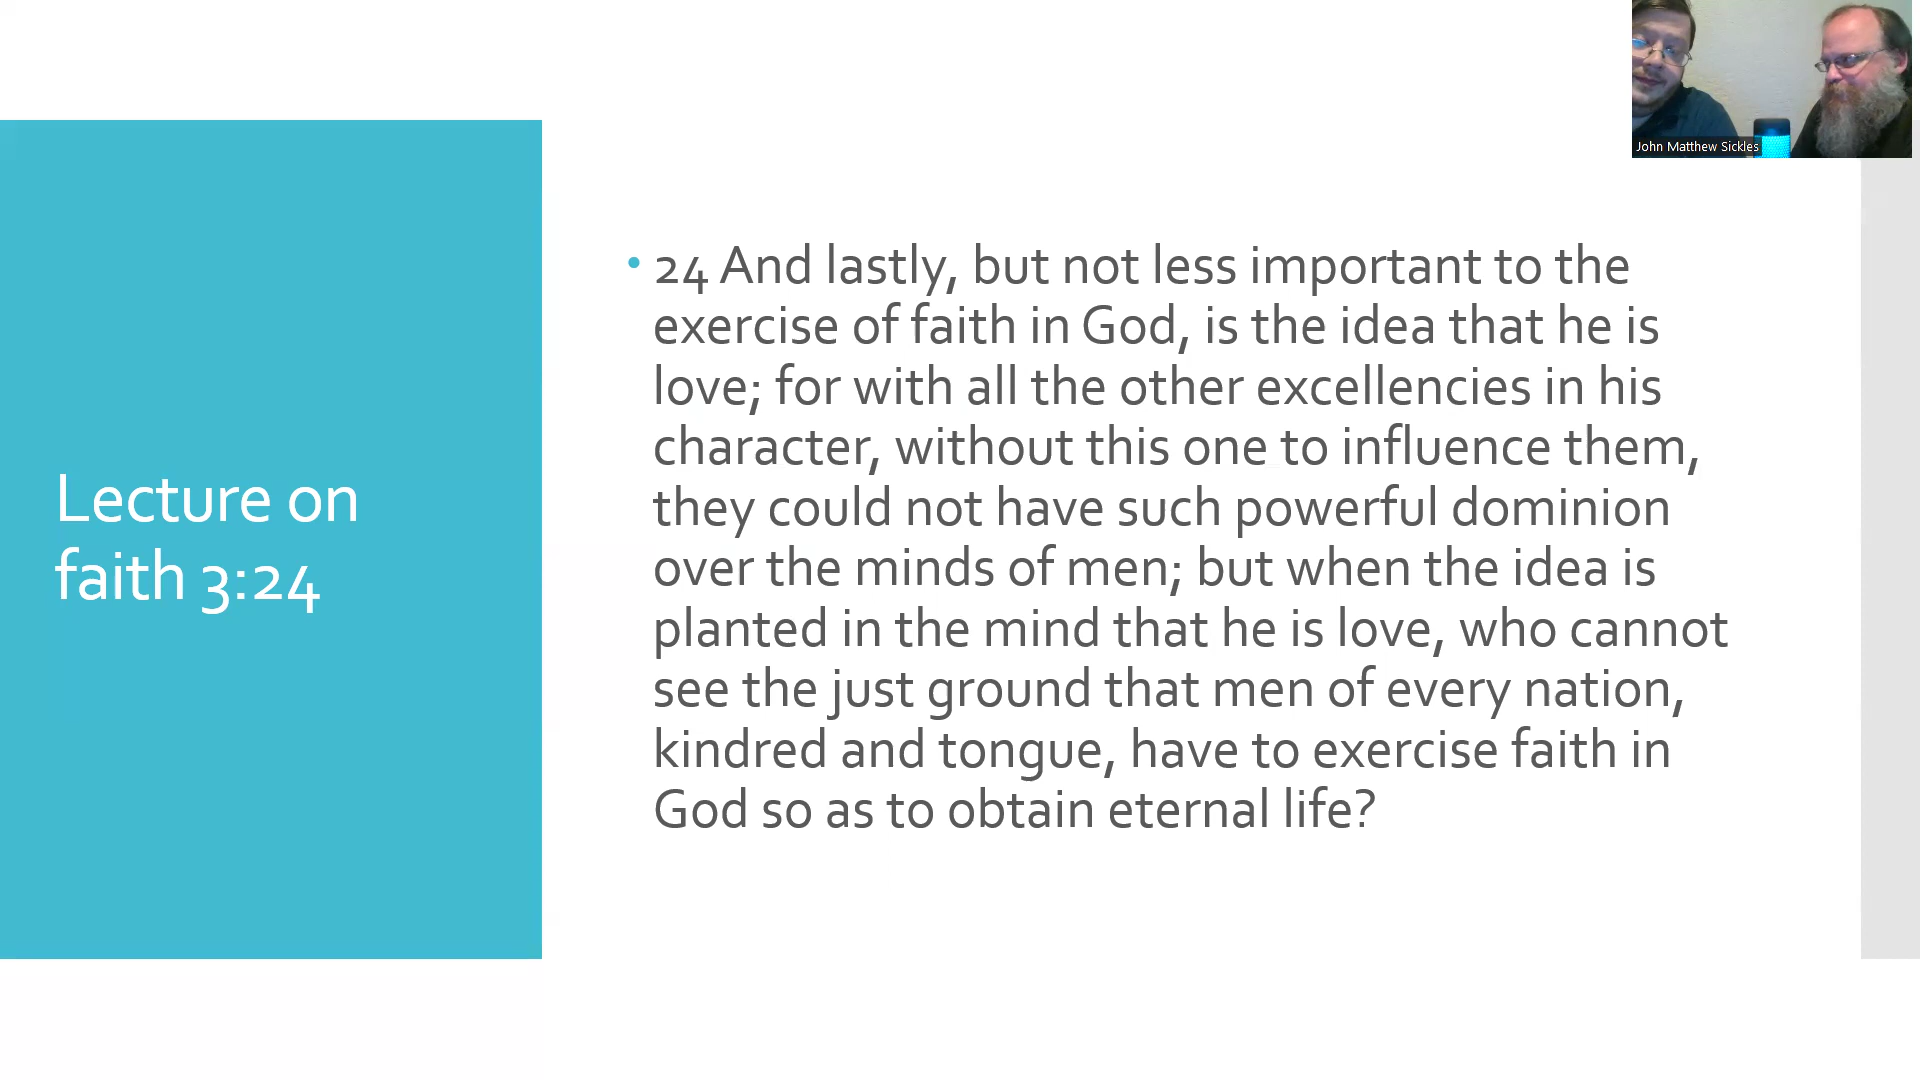 John Matthew Sickles
Lecture on
faith 3:24
• 24 And lastly, but not less important to the
exercise of faith in God, is the idea that he is
love; for with all the other excellencies in his
character, without this one to influence them,
they could not have such powerful dominion
over the minds of men; but when the idea is
planted in the mind that he is love, who cannot
see the just ground that men of every nation,
kindred and tongue, have to exercise faith in
God so as to obtain eternal life?